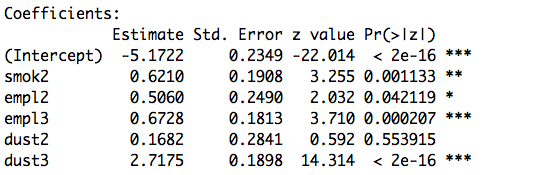 Coefficients:
Estimate Std. Error z value Pr(>|z|)
(Intercept) -5.1722 0.2349 -22.014 < 2e-16 ***
smok2 0.6210 0.1908 3.255 0.001133 **
empl2 0.5060 0.2490 2.032 0.042119 *
empl3 0.6728 0.1813 3.710 0.000207 ***
dust2 0.1682 0.2841 0.592 0.553915
dust3 2.7175 0.1898 14.314 < 2e-16 ***